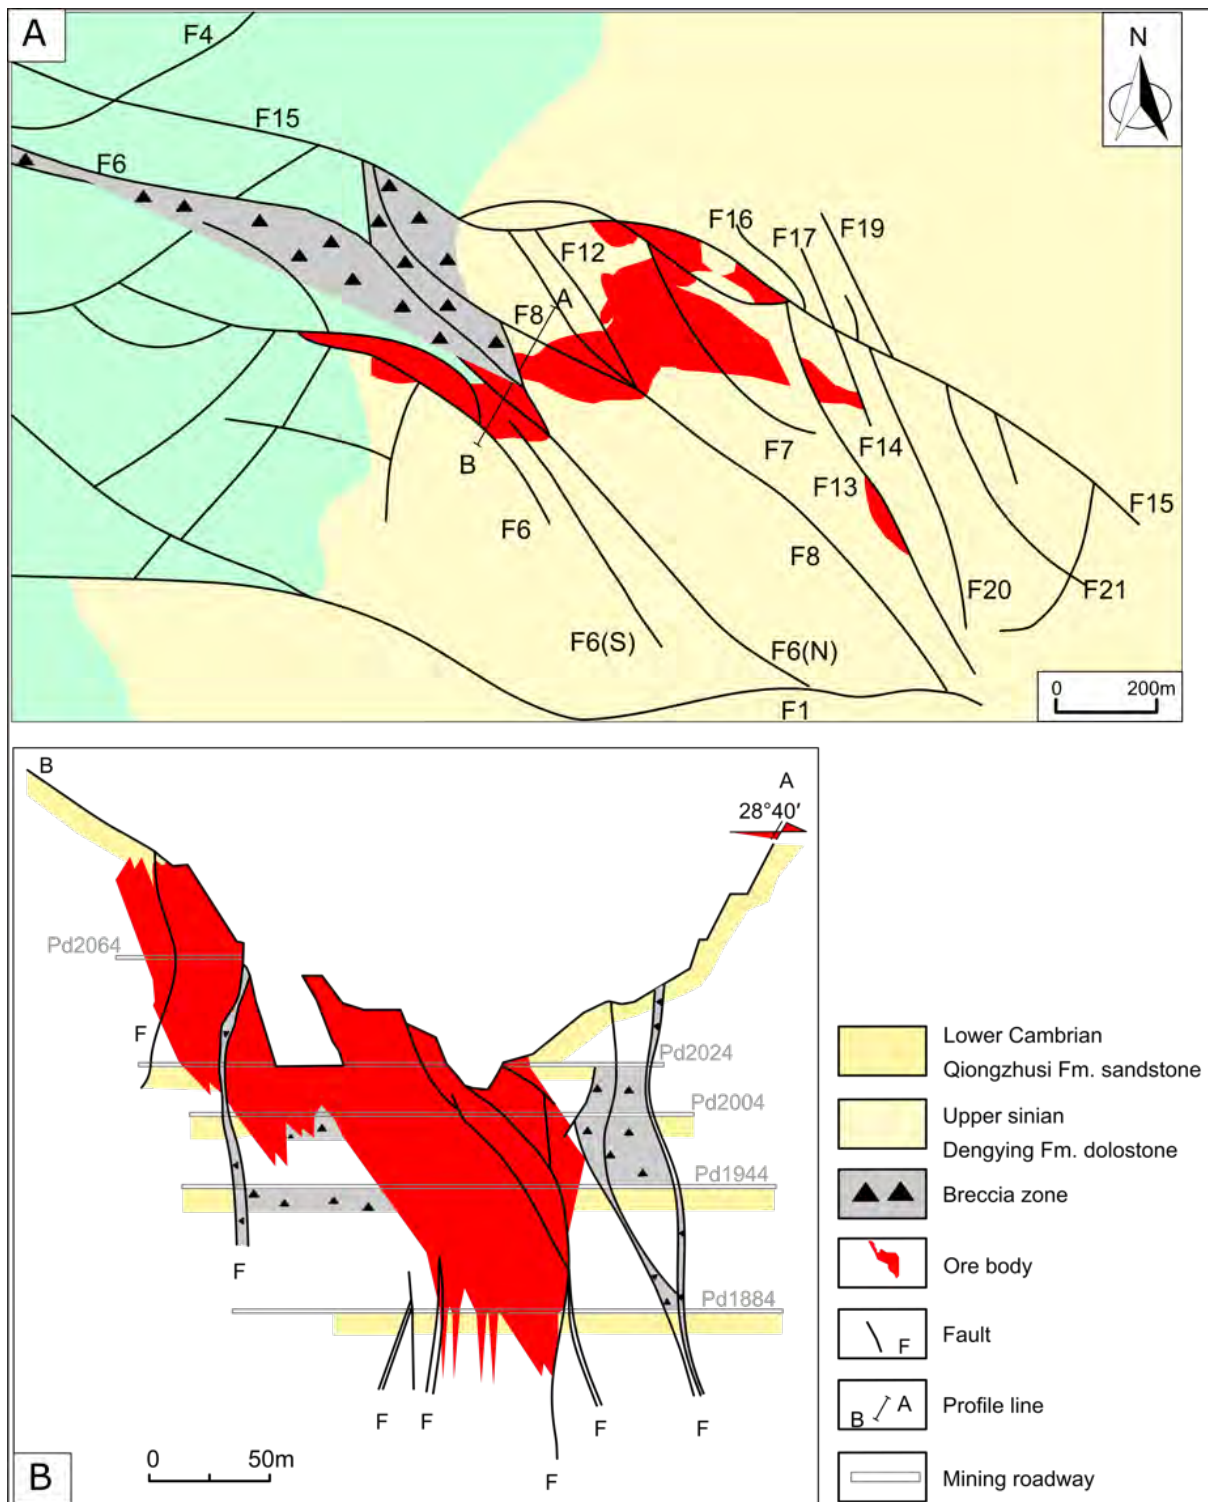 A
N
F4
F15
F6
F16
F17
F19
F12
A
F8
B
F7
F14
F13
F15
F6
F8
F20
F21
F6(S)
F6(N)
F1
0 200m
B
A
28°40′
Pd2064
F
Pd2024
Pd2004
Pd1944
F
Pd1884
F
F
F
F
F
0 50m
B
Lower Cambrian
Qiongzhusi Fm. sandstone
Upper sinian
Dengying Fm. dolostone
Breccia zone
Ore body
F
Fault
B A
Profile line
Mining roadway